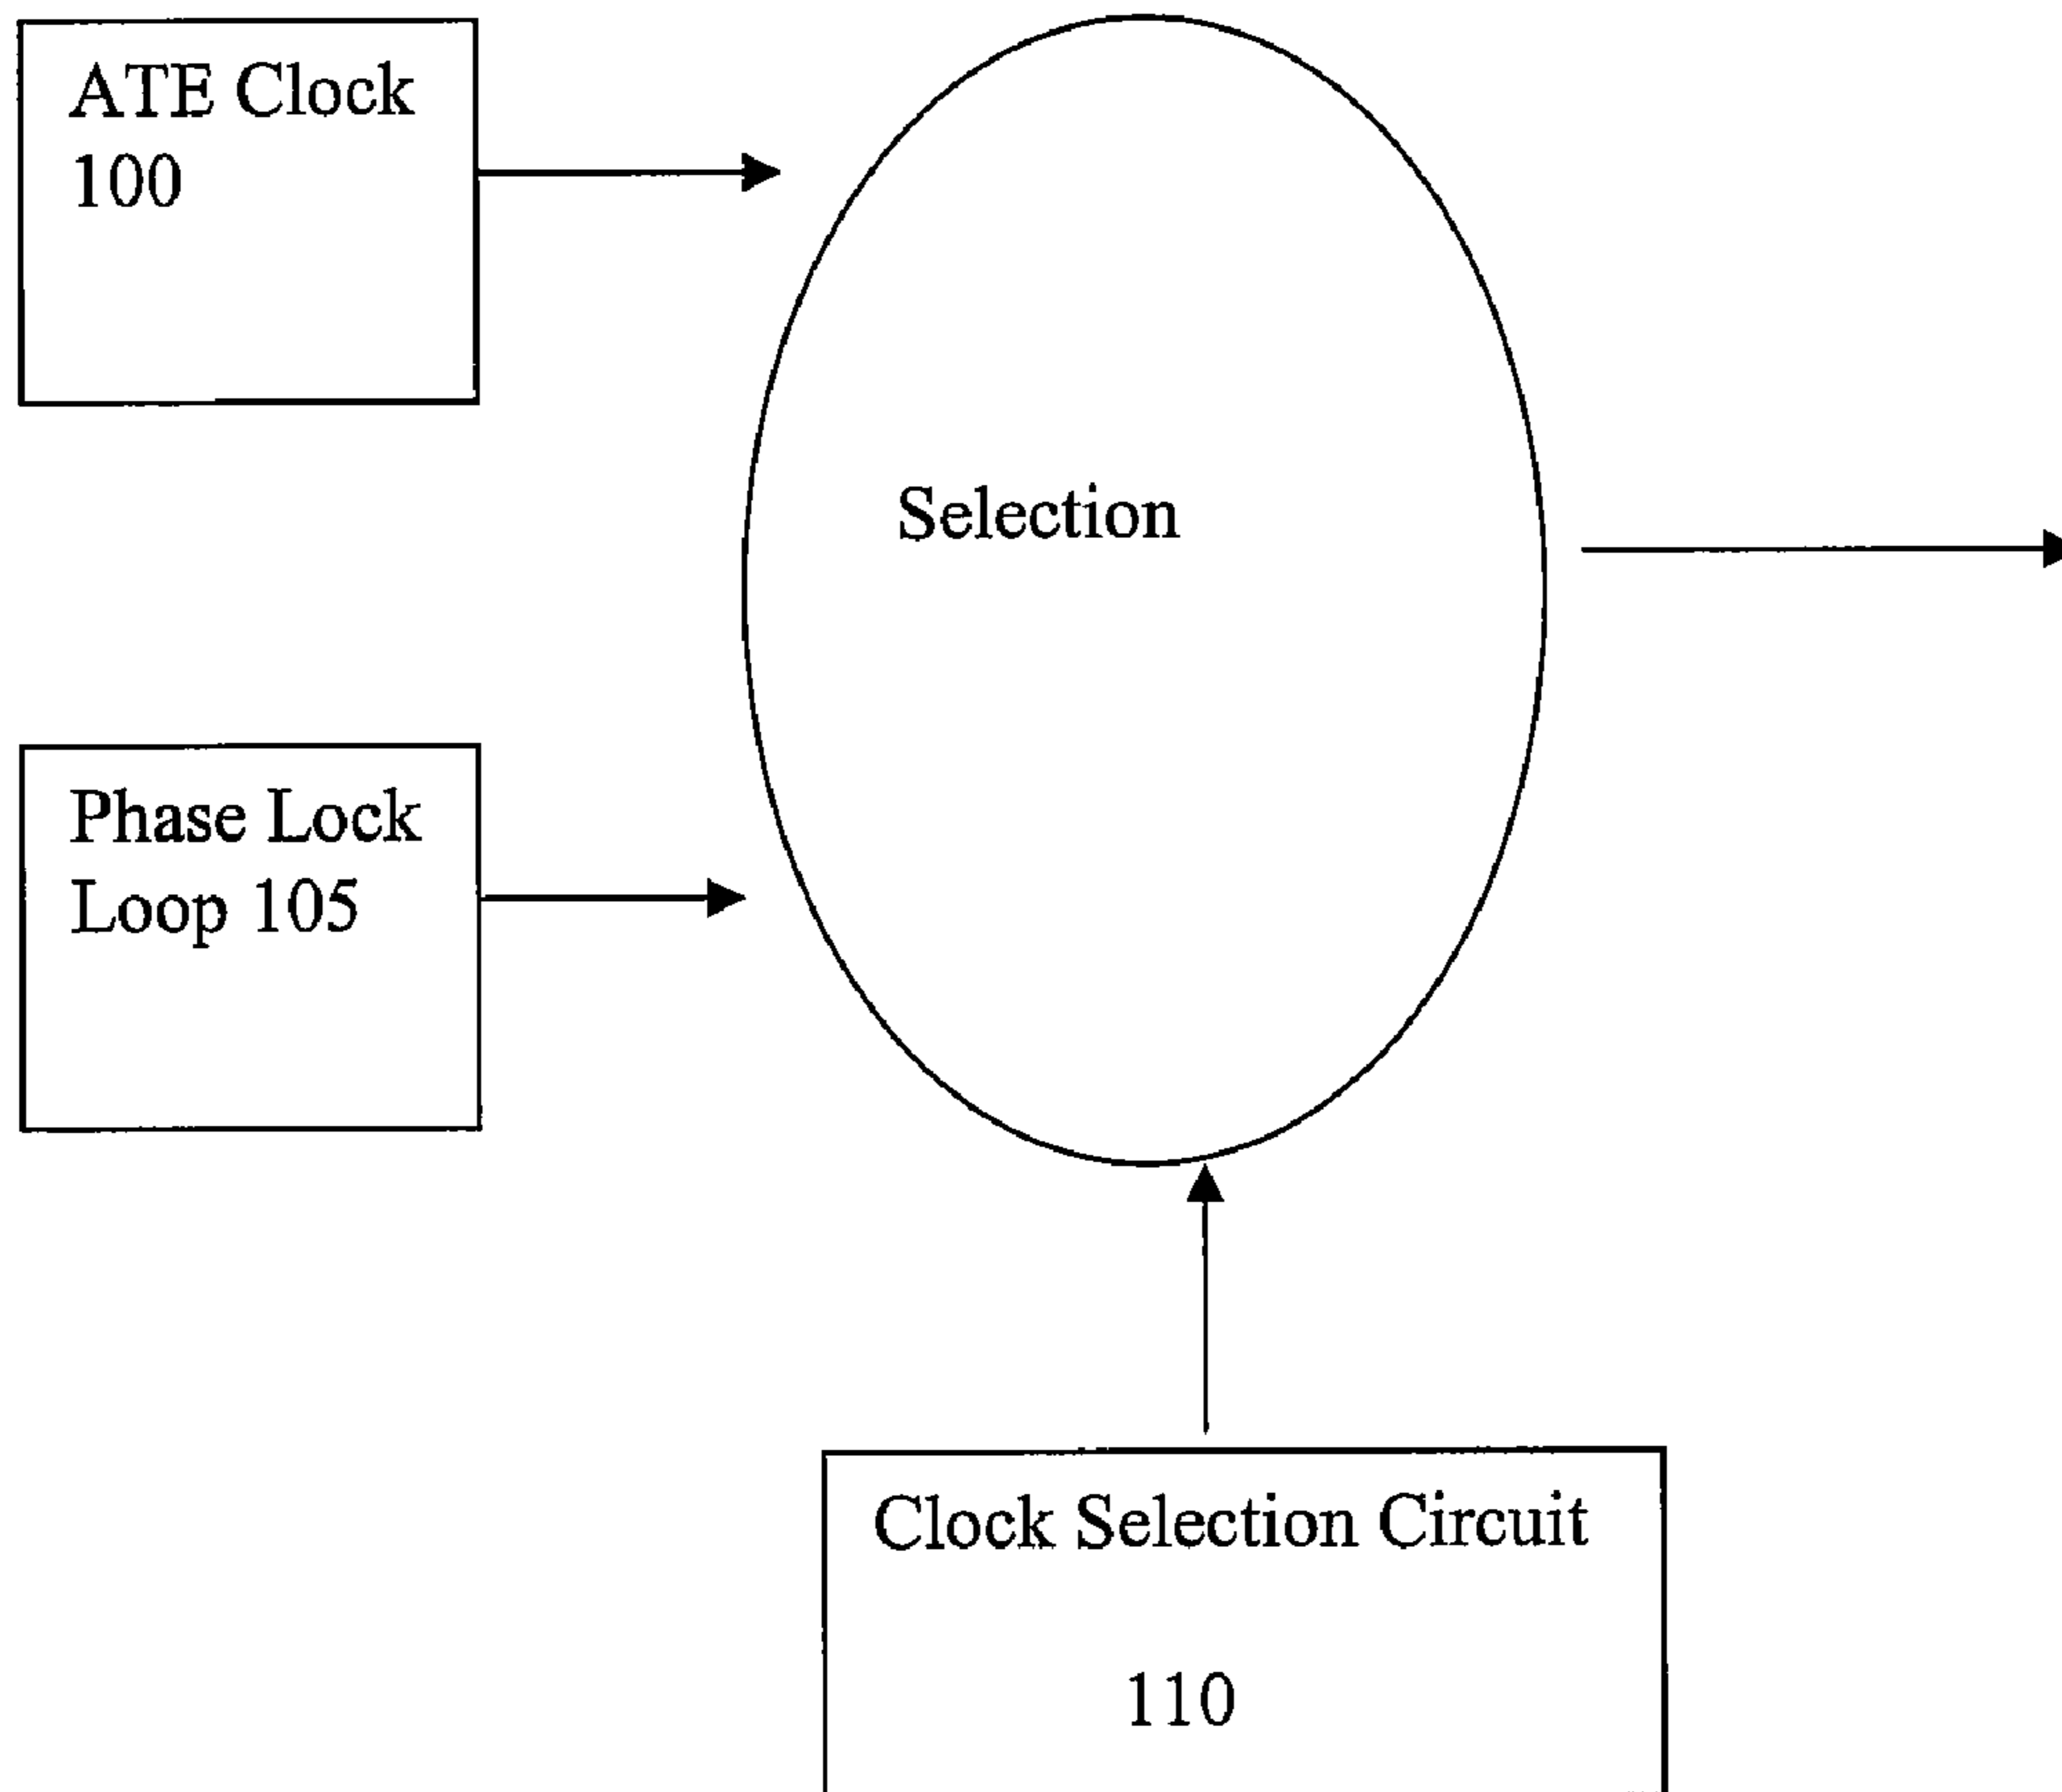 ATE Clock
100
Selection
Phase Lock
Loop 105
Clock Selection Circuit
110